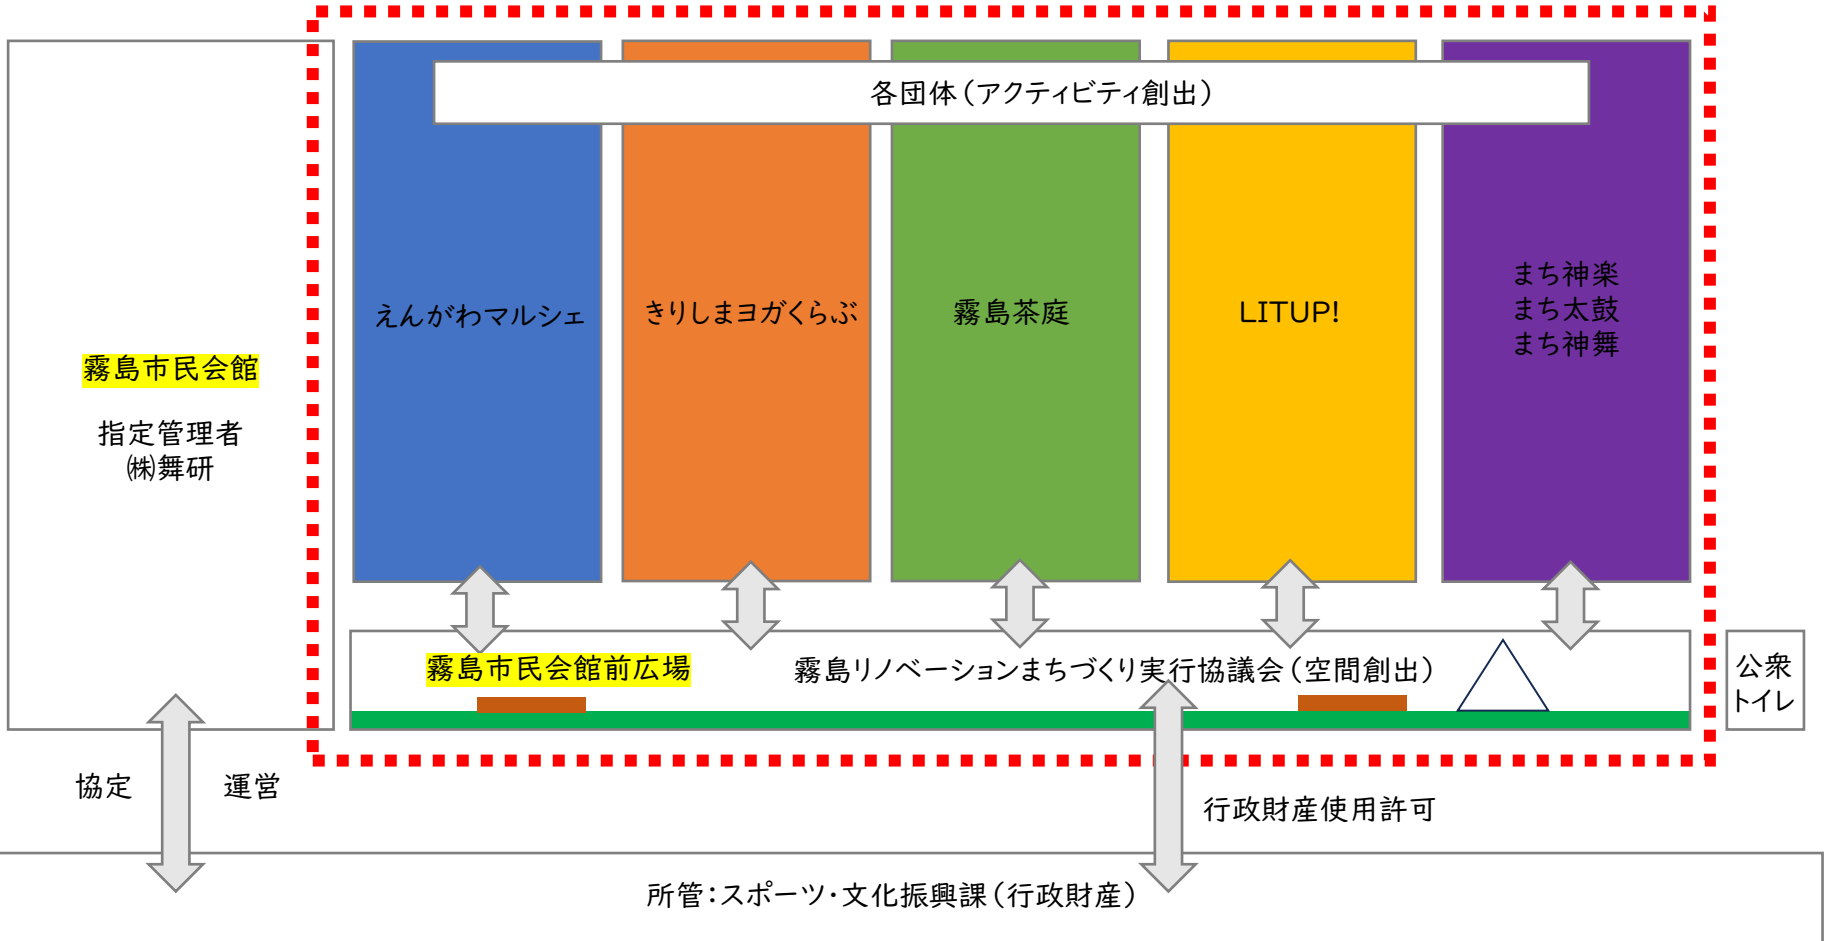 各団体(アクティビティ創出)
えんがわマルシェ
きりしまヨガくらぶ
霧島茶庭
LITUP!
まち神楽
まち太鼓
まち神舞
霧島市民会館
指定管理者
㈱舞研
霧島市民会館前広場
霧島リノベーションまちづくり実行協議会(空間創出)
公衆
トイレ
協定
運営
行政財産使用許可
所管:スポーツ・文化振興課(行政財産)